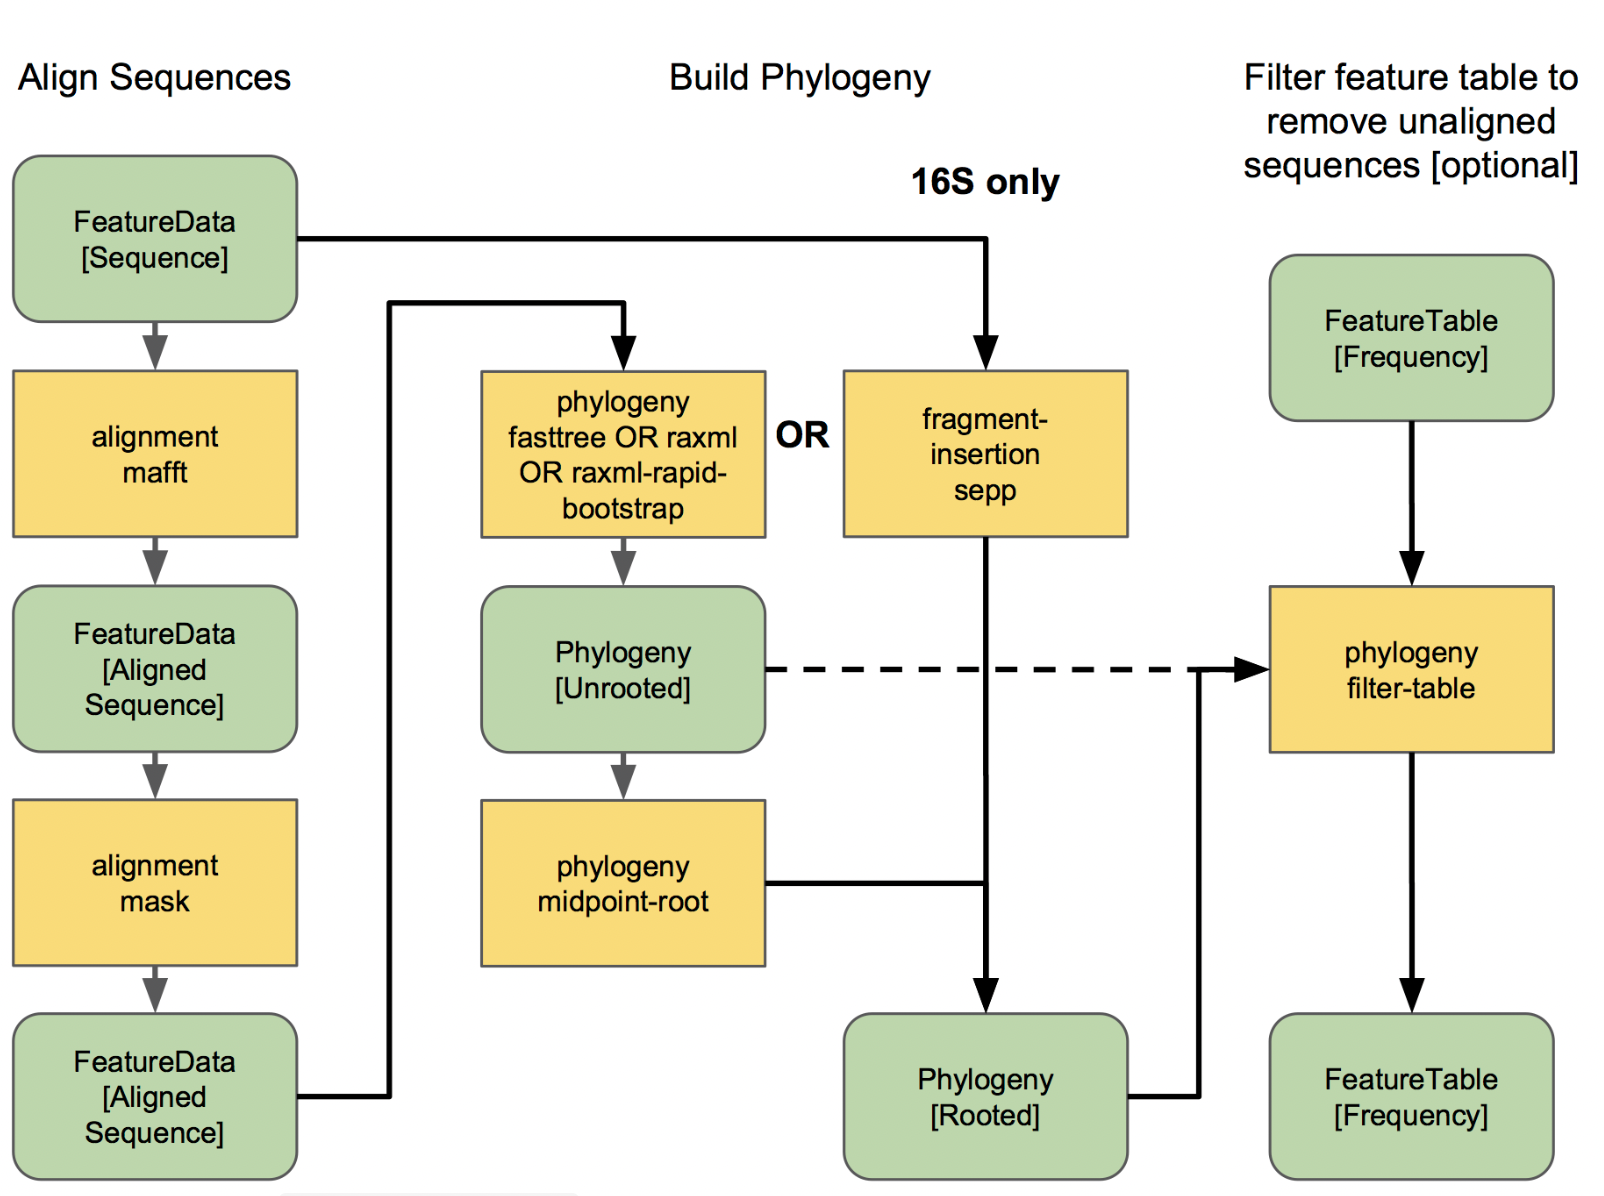 Align Sequences
Build Phylogeny
Filter feature table to
remove unaligned
sequences [optional]
16S only
FeatureData
[Sequence]
alignment
mafft
FeatureData
[Aligned
Sequence]
alignment
mask
FeatureData
[Aligned
Sequence]
phylogeny
fasttree OR raxml
OR raxml-rapid-
bootstrap
OR
fragment-
insertion
sepp
Phylogeny
[Unrooted]
phylogeny
midpoint-root
Phylogeny
[Rooted]
FeatureTable
[Frequency]
phylogeny
filter-table
FeatureTable
[Frequency]